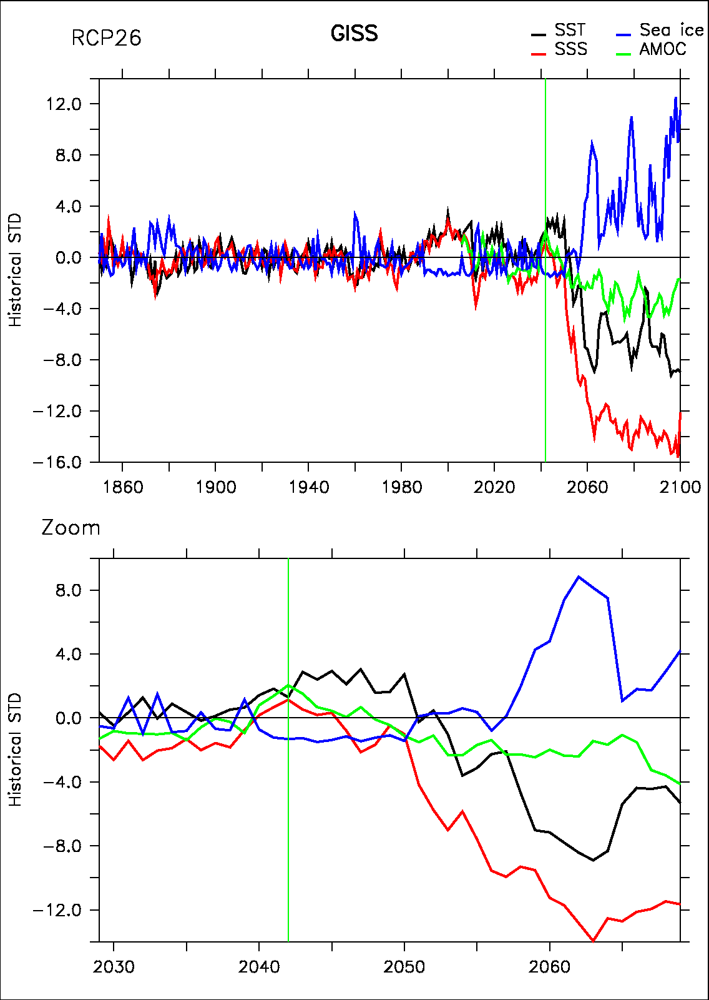 RCP26 GISS SST Sea ice
SSS AMOC
12.0
8.0
4.0
0.0
−4.0
−8.0
−12.0
−16.0
Historical STD
1860 1900 1940 1980 2020 2060 2100
Zoom
8.0
4.0
0.0
−4.0
−8.0
−12.0
Historical STD
2030 2040 2050 2060